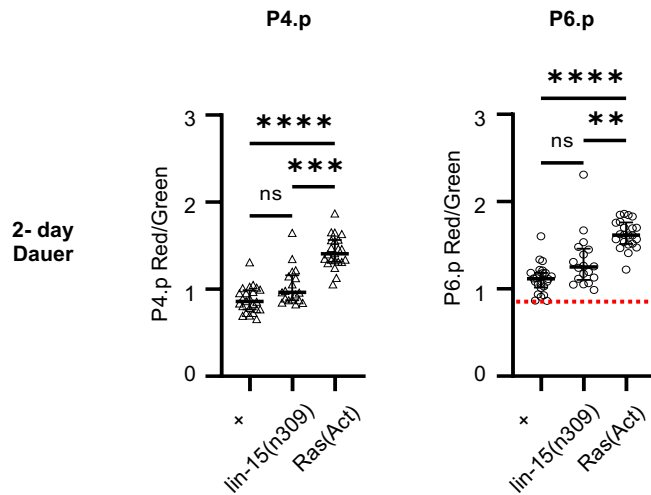 P4.p
P6.p
2- day
Dauer
P4.p Red/Green
3
2
1
0
****
***
ns
+
lin-15(n309)
Ras(Act)
P6.p Red/Green
3
2
1
0
****
**
ns
+
lin-15(n309)
Ras(Act)